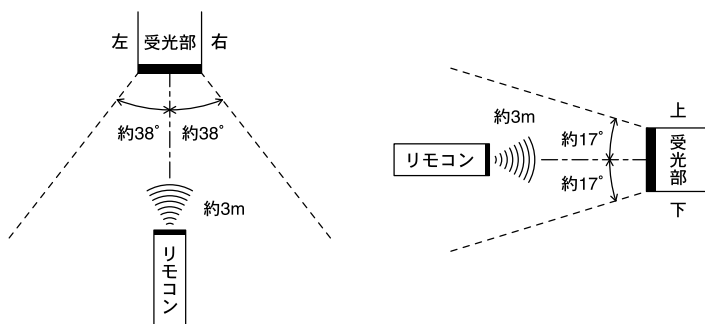 左 受光部 右
約38° 約38°
約3m
リモコン
上
約3m
約17°
リモコン
受光部
約17°
下